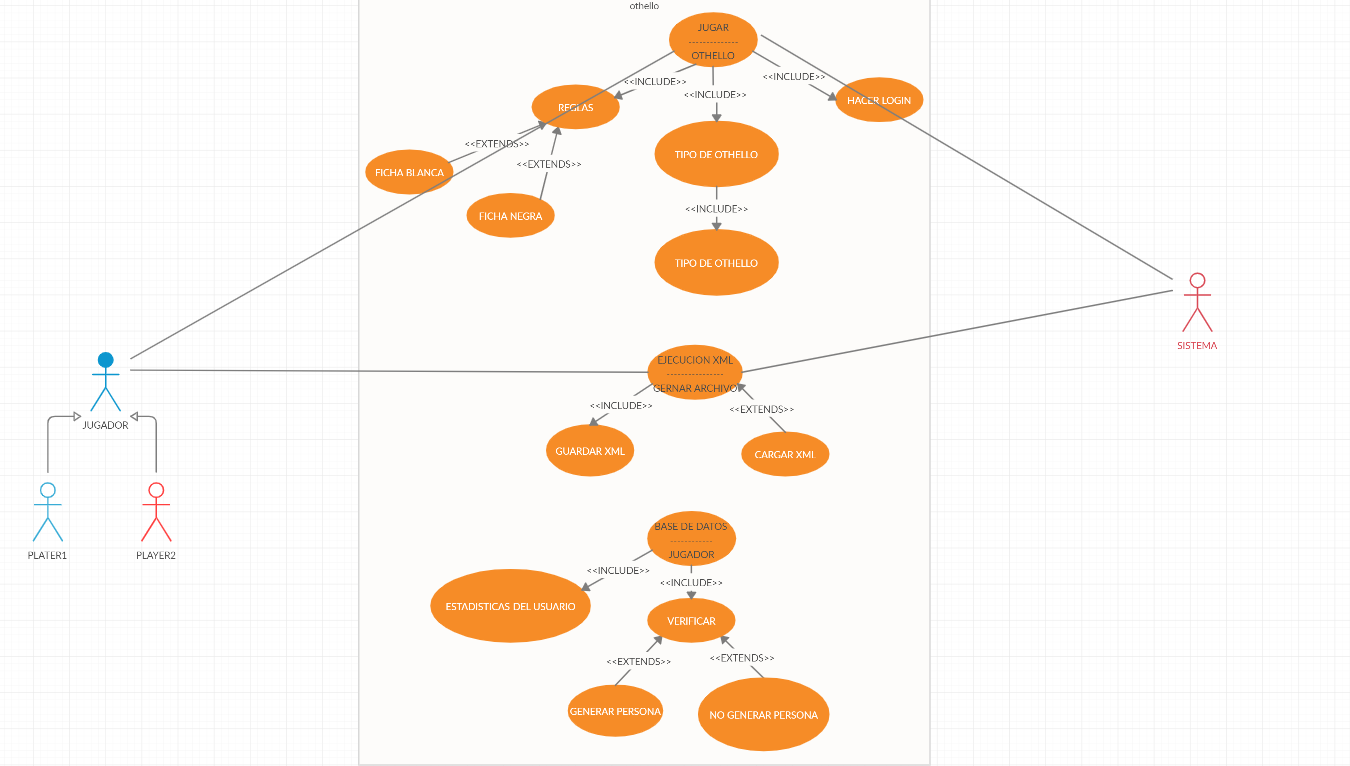 othello
JUGAR
--------------
OTHELLO
<<INCLUDE>>
<<INCLUDE>>
<<INCLUDE>>
REGLAS
HACER LOGIN
<<EXTENDS>>
<<EXTENDS>>
TIPO DE OTHELLO
FICHA BLANCA
FICHA NEGRA
<<INCLUDE>>
TIPO DE OTHELLO
SISTEMA
EJECUCION XML
----------------
GERNAR ARCHIVO
<<INCLUDE>>
<<EXTENDS>>
JUGADOR
GUARDAR XML
CARGAR XML
BASE DE DATOS
------------
JUGADOR
PLATER1
PLAYER2
<<INCLUDE>>
<<INCLUDE>>
ESTADISTICAS DEL USUARIO
VERIFICAR
<<EXTENDS>>
<<EXTENDS>>
GENERAR PERSONA
NO GENERAR PERSONA